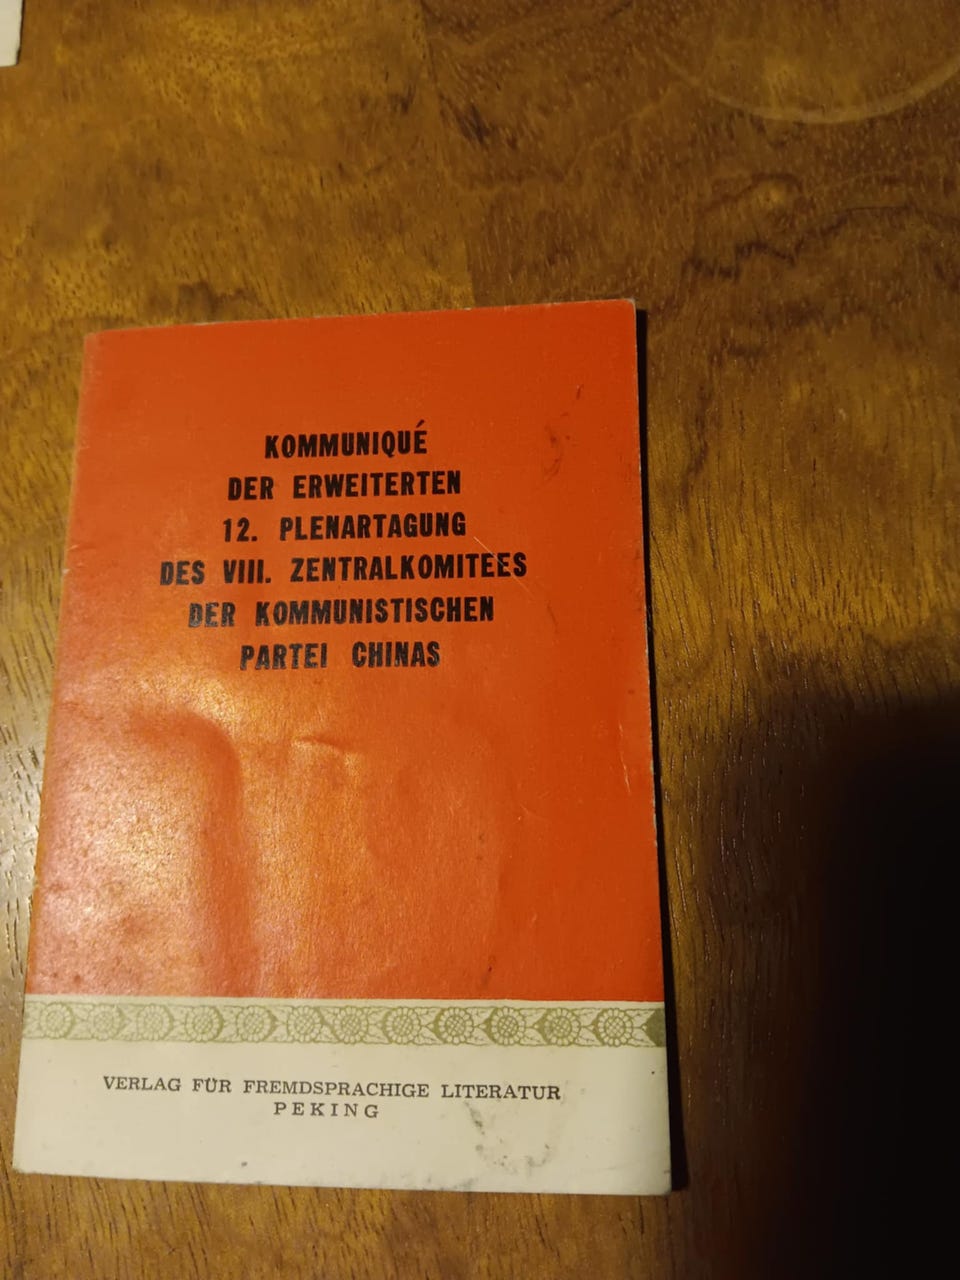 KOMMUNIQUÉ
DER ERWEITERTEN
12. PLENARTAGUNG
DES VIII. ZENTRALKOMITEES
DER KOMMUNISTISCHEN
PARTEI CHINAS
VERLAG FÜR FREMDSPRACHIGE LITERATUR
PEKING